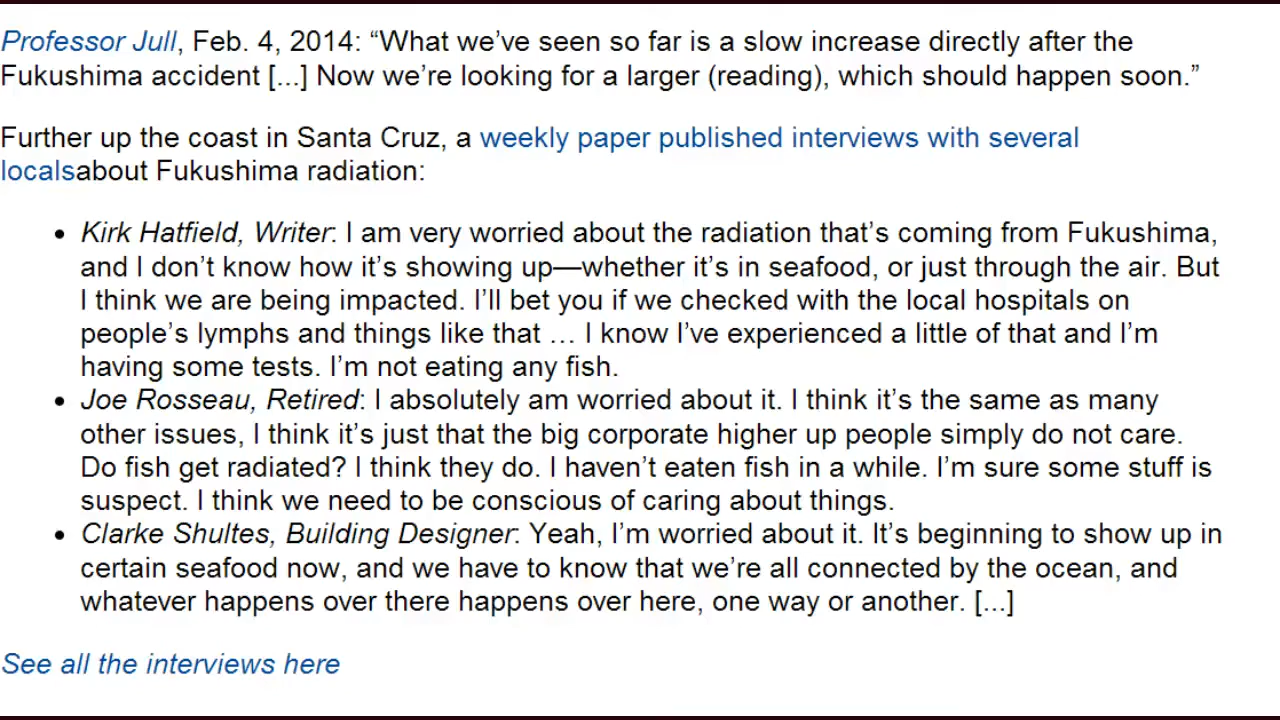 Professor Jull, Feb. 4, 2014: “What we’ve seen so far is a slow increase directly after the
Fukushima accident [...] Now we’re looking for a larger (reading), which should happen soon.”
Further up the coast in Santa Cruz, a weekly paper published interviews with several
localsabout Fukushima radiation:
• Kirk Hatfield, Writer: I am very worried about the radiation that’s coming from Fukushima,
and I don’t know how it’s showing up—whether it’s in seafood, or just through the air. But
I think we are being impacted. I’ll bet you if we checked with the local hospitals on
people’s lymphs and things like that … I know I’ve experienced a little of that and I’m
having some tests. I’m not eating any fish.
• Joe Rosseau, Retired: I absolutely am worried about it. I think it’s the same as many
other issues, I think it’s just that the big corporate higher up people simply do not care.
Do fish get radiated? I think they do. I haven’t eaten fish in a while. I’m sure some stuff is
suspect. I think we need to be conscious of caring about things.
• Clarke Shultes, Building Designer: Yeah, I’m worried about it. It’s beginning to show up in
certain seafood now, and we have to know that we’re all connected by the ocean, and
whatever happens over there happens over here, one way or another. [...]
See all the interviews here